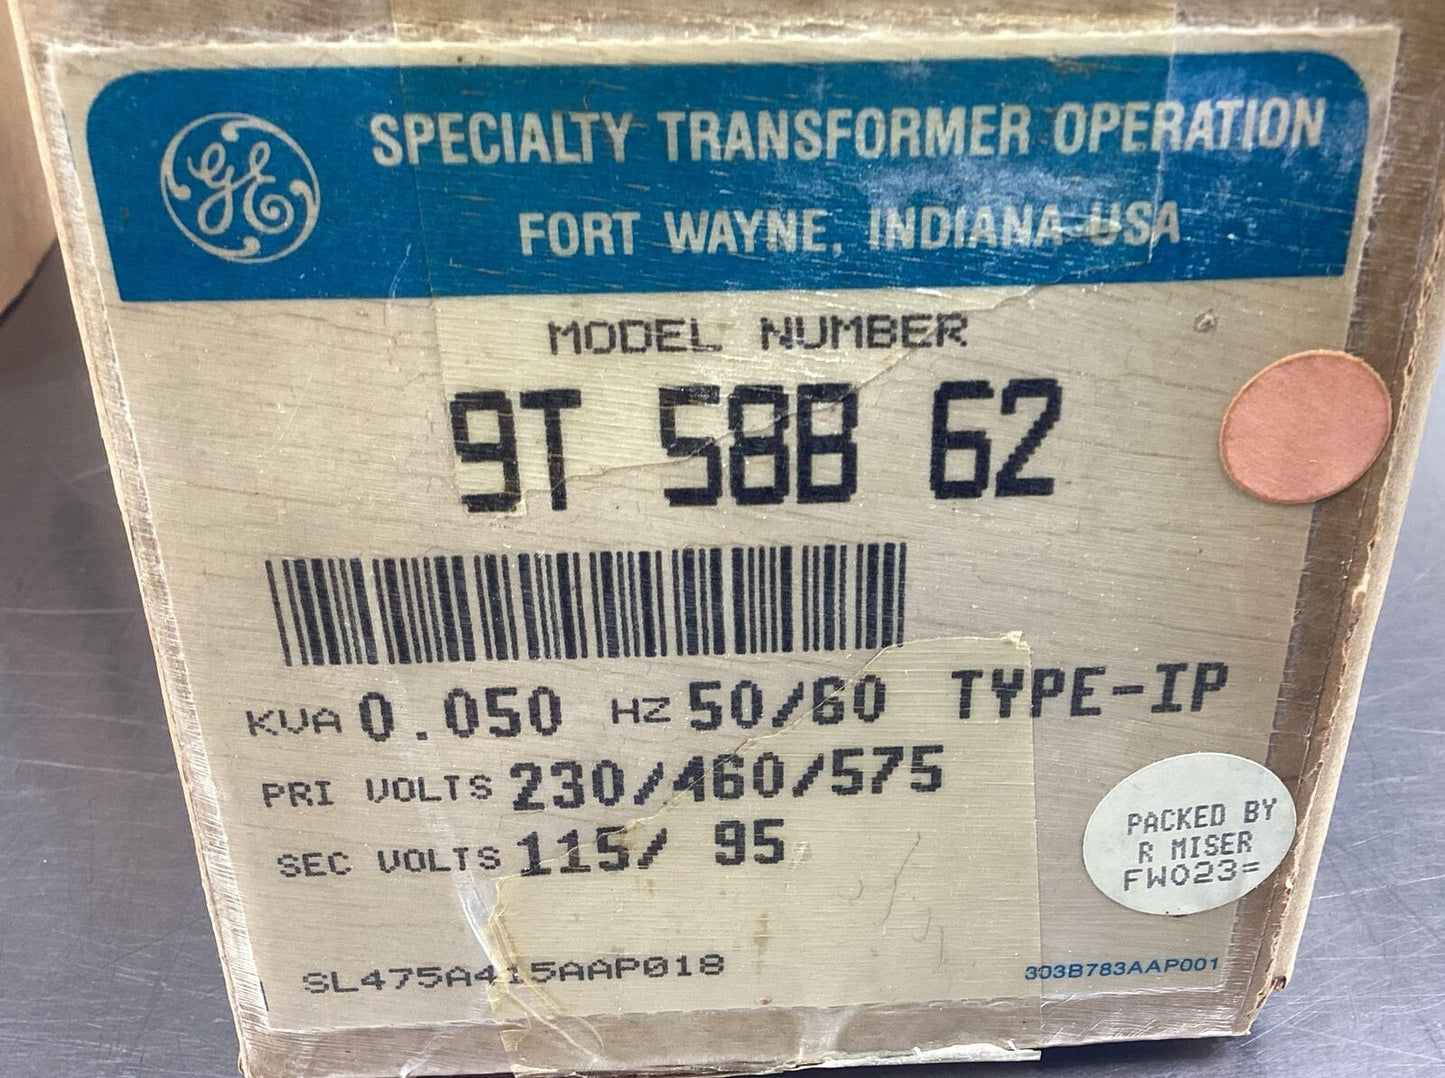 GE
SPECIALTY TRANSFORMER OPERATION
FORT WAYNE, INDIANA USA
MODEL NUMBER
9T 58B 62
KVA 0.050 HZ 50/60 TYPE-IP
PRI VOLTS 230/460/575
SEC VOLTS 115/ 95
PACKED BY
R MISER
FW023=
SL475A415AAP018
303B783AAP001